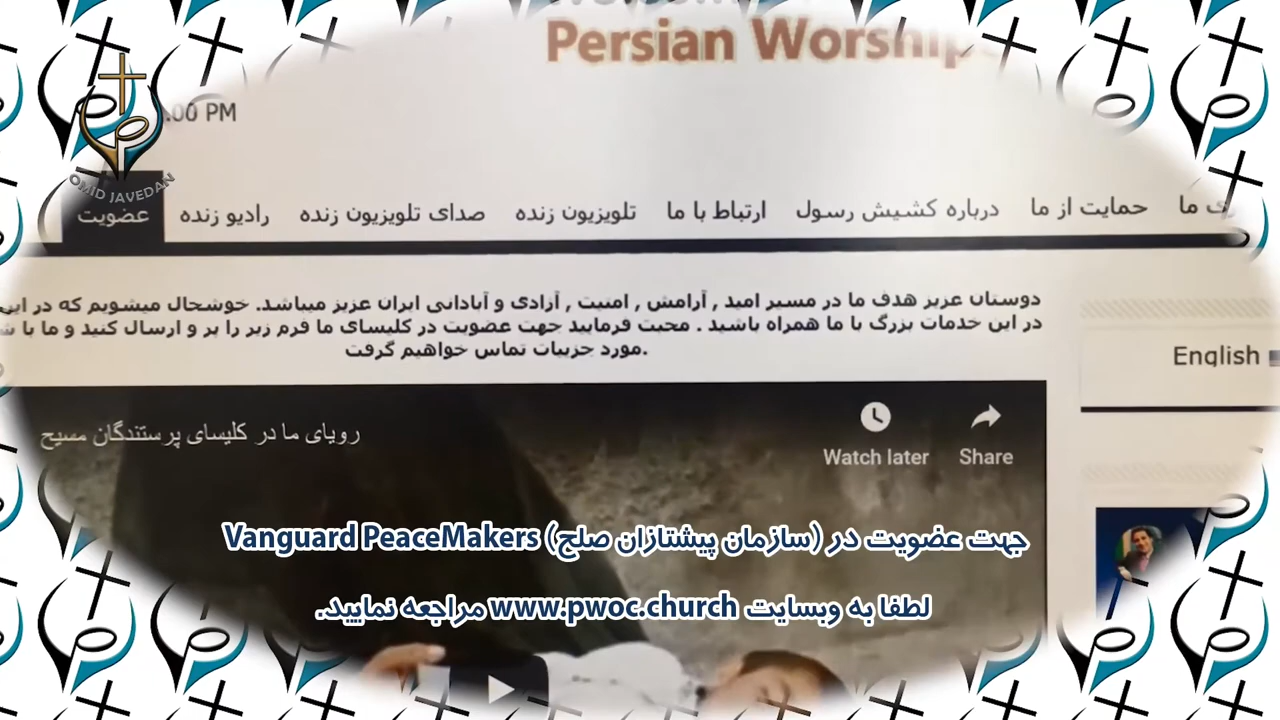 Persian Worship
:00 PM
OMID JAVEDAN
عضویت
رادیو زنده
صدای تلویزیون زنده
تلویزیون زنده
ارتباط با ما
درباره کشیش رسول
حمایت از ما
ما
دوستان عزیز هدف ما در مسیر امید , آرامش , امنیت , آزادی و آبادانی ایران عزیز میباشد. خوشحال میشویم که در این
در این خدمات بزرگ با ما همراه باشید . محبت فرمایید جهت عضویت در کلیسای ما فرم زیر را پر و ارسال کنید و ما با
مورد جزییات تماس خواهیم گرفت.
English
رویای ما در کلیسای پرستندگان مسیح
Watch later
Share
جهت عضویت در (سازمان پیشتازان صلح) Vanguard PeaceMakers
لطفا به وبسایت www.pwoc.church مراجعه نمایید.